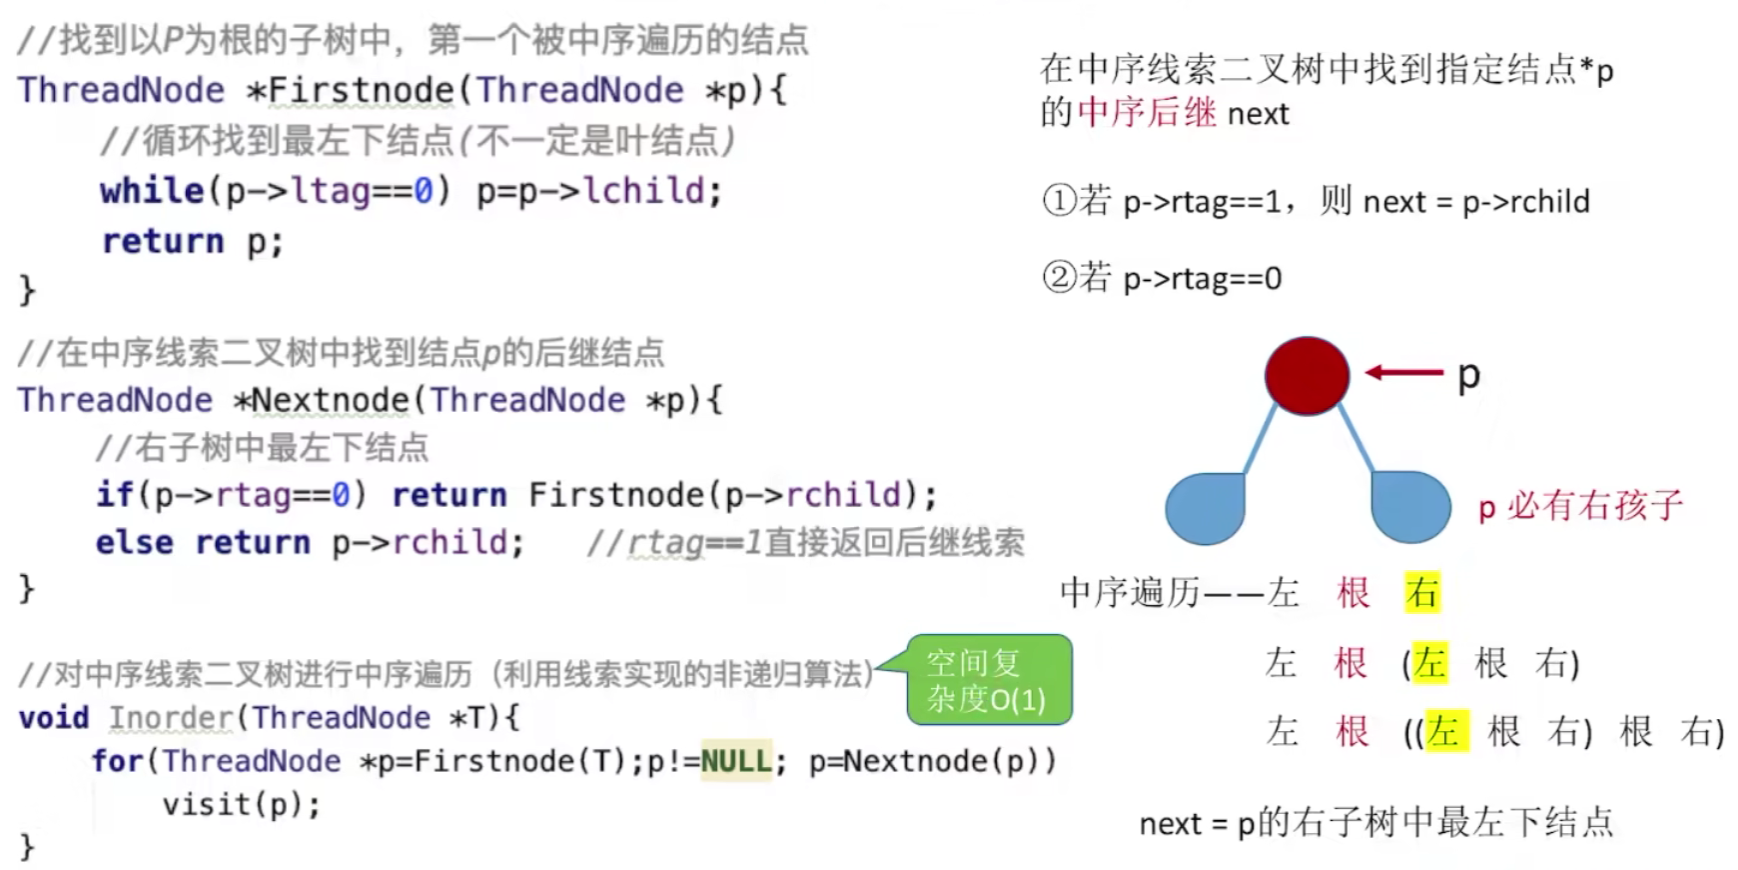 //找到以P为根的子树中，第一个被中序遍历的结点
ThreadNode *Firstnode(ThreadNode *p){
//循环找到最左下结点(不一定是叶结点)
while(p->ltag==0) p=p->lchild;
return p;
}
//在中序线索二叉树中找到结点p的后继结点
ThreadNode *Nextnode(ThreadNode *p){
//右子树中最左下结点
if(p->rtag==0) return Firstnode(p->rchild);
else return p->rchild; //rtag==1直接返回后继线索
}
//对中序线索二叉树进行中序遍历（利用线索实现的非递归算法）
void Inorder(ThreadNode *T){
for(ThreadNode *p=Firstnode(T);p!=NULL; p=Nextnode(p))
visit(p);
}
空间复
杂度O(1)
在中序线索二叉树中找到指定结点*p
的中序后继 next
①若 p->rtag==1，则 next = p->rchild
②若 p->rtag==0
p
p 必有右孩子
中序遍历——左 根 右
左 根 (左 根 右)
左 根 ((左 根 右) 根 右)
next = p的右子树中最左下结点